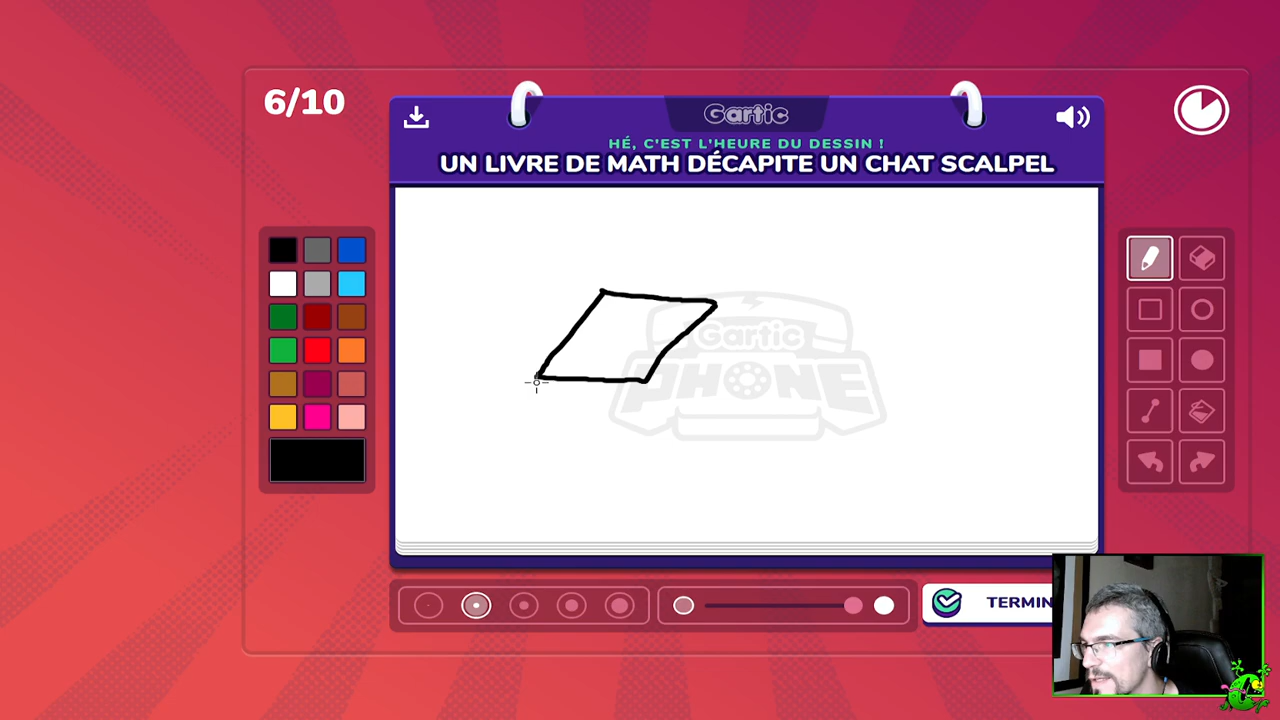 6/10
Gartic
HÉ, C'EST L'HEURE DU DESSIN !
UN LIVRE DE MATH DÉCAPITE UN CHAT SCALPEL
Gartic
PHONE
TERMIN